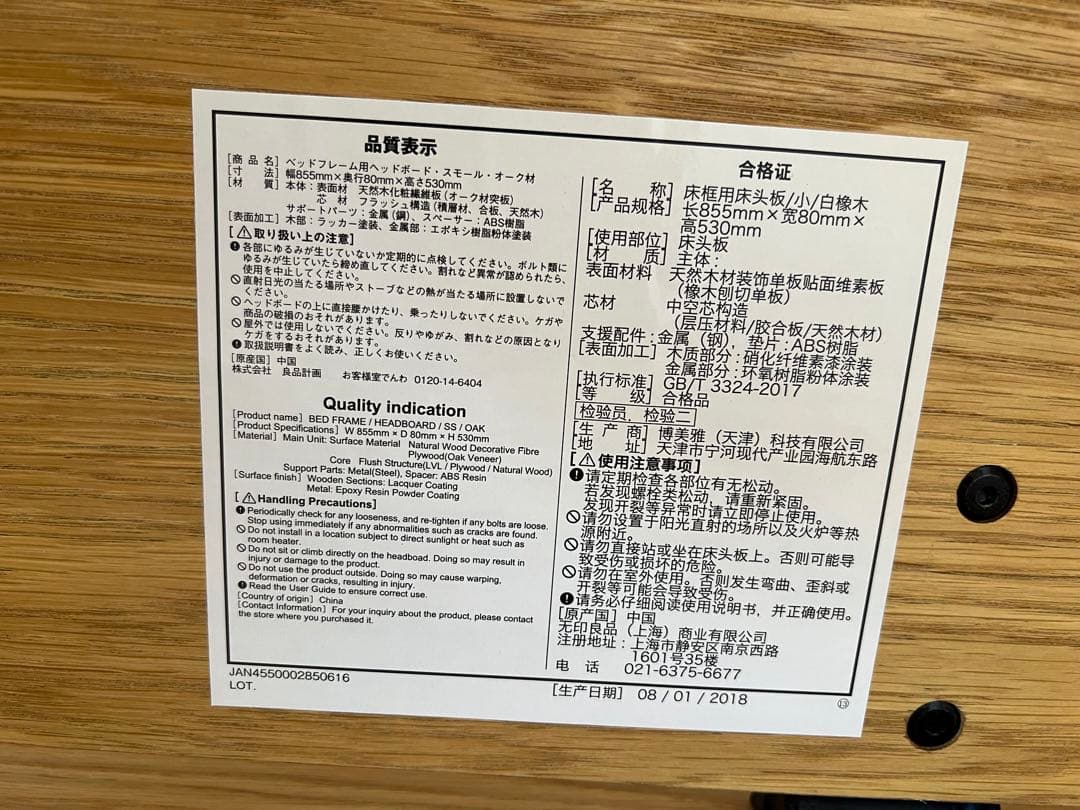 品質表示
[商 品 名] ベッドフレーム用ヘッドボード・スモール・オーク材
[寸 法] 幅855mm×奥行80mm×高さ530mm
[材 質] 本体：表面材 天然木化粧繊維板（オーク材突板）
芯 材 フラッシュ構造（積層材、合板、天然木）
サポートパーツ：金属（鋼）、スペーサー：ABS樹脂
[表面加工] 木部：ラッカー塗装、金属部：エポキシ樹脂粉体塗装
[⚠取り扱い上の注意]
各部にゆるみが生じていないか定期的に点検してください。ボルト類に
ゆるみが生じていたら締め直してください。割れなど異常が認められたら、
使用を中止してください。
直射日光の当たる場所やストーブなどの熱が当たる場所に設置しないで
ください。
ヘッドボードの上に直接腰かけたり、乗ったりしないでください。ケガや
商品の破損のおそれがあります。
屋外では使用しないでください。反りやゆがみ、割れなどの原因となり
ケガをするおそれがあります。
取扱説明書をよく読み、正しくお使いください。
[原産国] 中国
株式会社 良品計画 お客様室でんわ 0120-14-6404
Quality indication
[Product name] BED FRAME / HEADBOARD / SS / OAK
[Product Specifications] W 855mm × D 80mm × H 530mm
[Material] Main Unit: Surface Material Natural Wood Decorative Fibre
Plywood(Oak Veneer)
Core Flush Structure(LVL / Plywood / Natural Wood)
Support Parts: Metal(Steel), Spacer: ABS Resin
[Surface finish] Wooden Sections: Lacquer Coating
Metal: Epoxy Resin Powder Coating
[⚠Handling Precautions]
Periodically check for any looseness, and re-tighten if any bolts are loose.
Stop using immediately if any abnormalities such as cracks are found.
Do not install in a location subject to direct sunlight or heat such as
room heater.
Do not sit or climb directly on the headboad. Doing so may result in
injury or damage to the product.
Do not use the product outside. Doing so may cause warping,
deformation or cracks, resulting in injury.
Read the User Guide to ensure correct use.
[Country of origin] China
[Contact Information] For your inquiry about the product, please contact
the store where you purchased it.
JAN4550002850616
LOT.
合格证
[名 称] 床框用床头板/小/白橡木
[产品规格] 长855mm×宽80mm×
高530mm
[使用部位] 床头板
[材 质] 主体：
表面材料 天然木材装饰单板贴面维素板
（橡木刨切单板）
芯材 中空芯构造
（层压材料/胶合板/天然木材）
支援配件：金属（钢）、垫片：ABS树脂
[表面加工] 木质部分：硝化纤维素漆涂装
金属部分：环氧树脂粉体涂装
[执行标准] GB/T 3324-2017
[等 级] 合格品
检验员．检验二
[生 产 商] 博美雅（天津）科技有限公司
[地 址] 天津市宁河现代产业园海航东路
[⚠使用注意事项]
请定期检查各部位有无松动。
若发现螺栓类松动，请重新紧固。
发现开裂等异常时请立即停止使用。
请勿设置于阳光直射的场所以及火炉等热
源附近。
请勿直接站或坐在床头板上。否则可能导
致受伤或损坏的危险。
请勿在室外使用。否则发生弯曲、歪斜或
开裂等可能会导致受伤。
请务必仔细阅读使用说明书，并正确使用。
[原产国] 中国
无印良品（上海）商业有限公司
注册地址：上海市静安区南京西路
1601号35楼
电 话 021-6375-6677
[生产日期] 08 / 01 / 2018
⑬